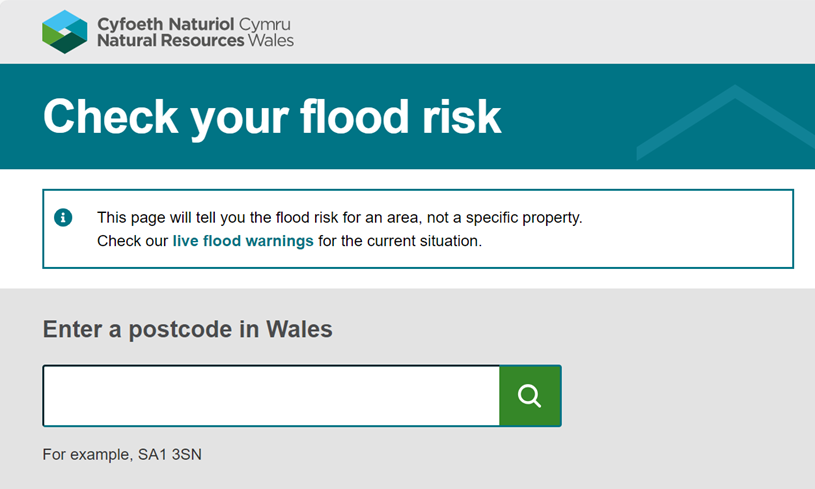 Cyfoeth Naturiol Cymru
Natural Resources Wales
Check your flood risk
This page will tell you the flood risk for an area, not a specific property.
Check our live flood warnings for the current situation.
Enter a postcode in Wales
For example, SA1 3SN